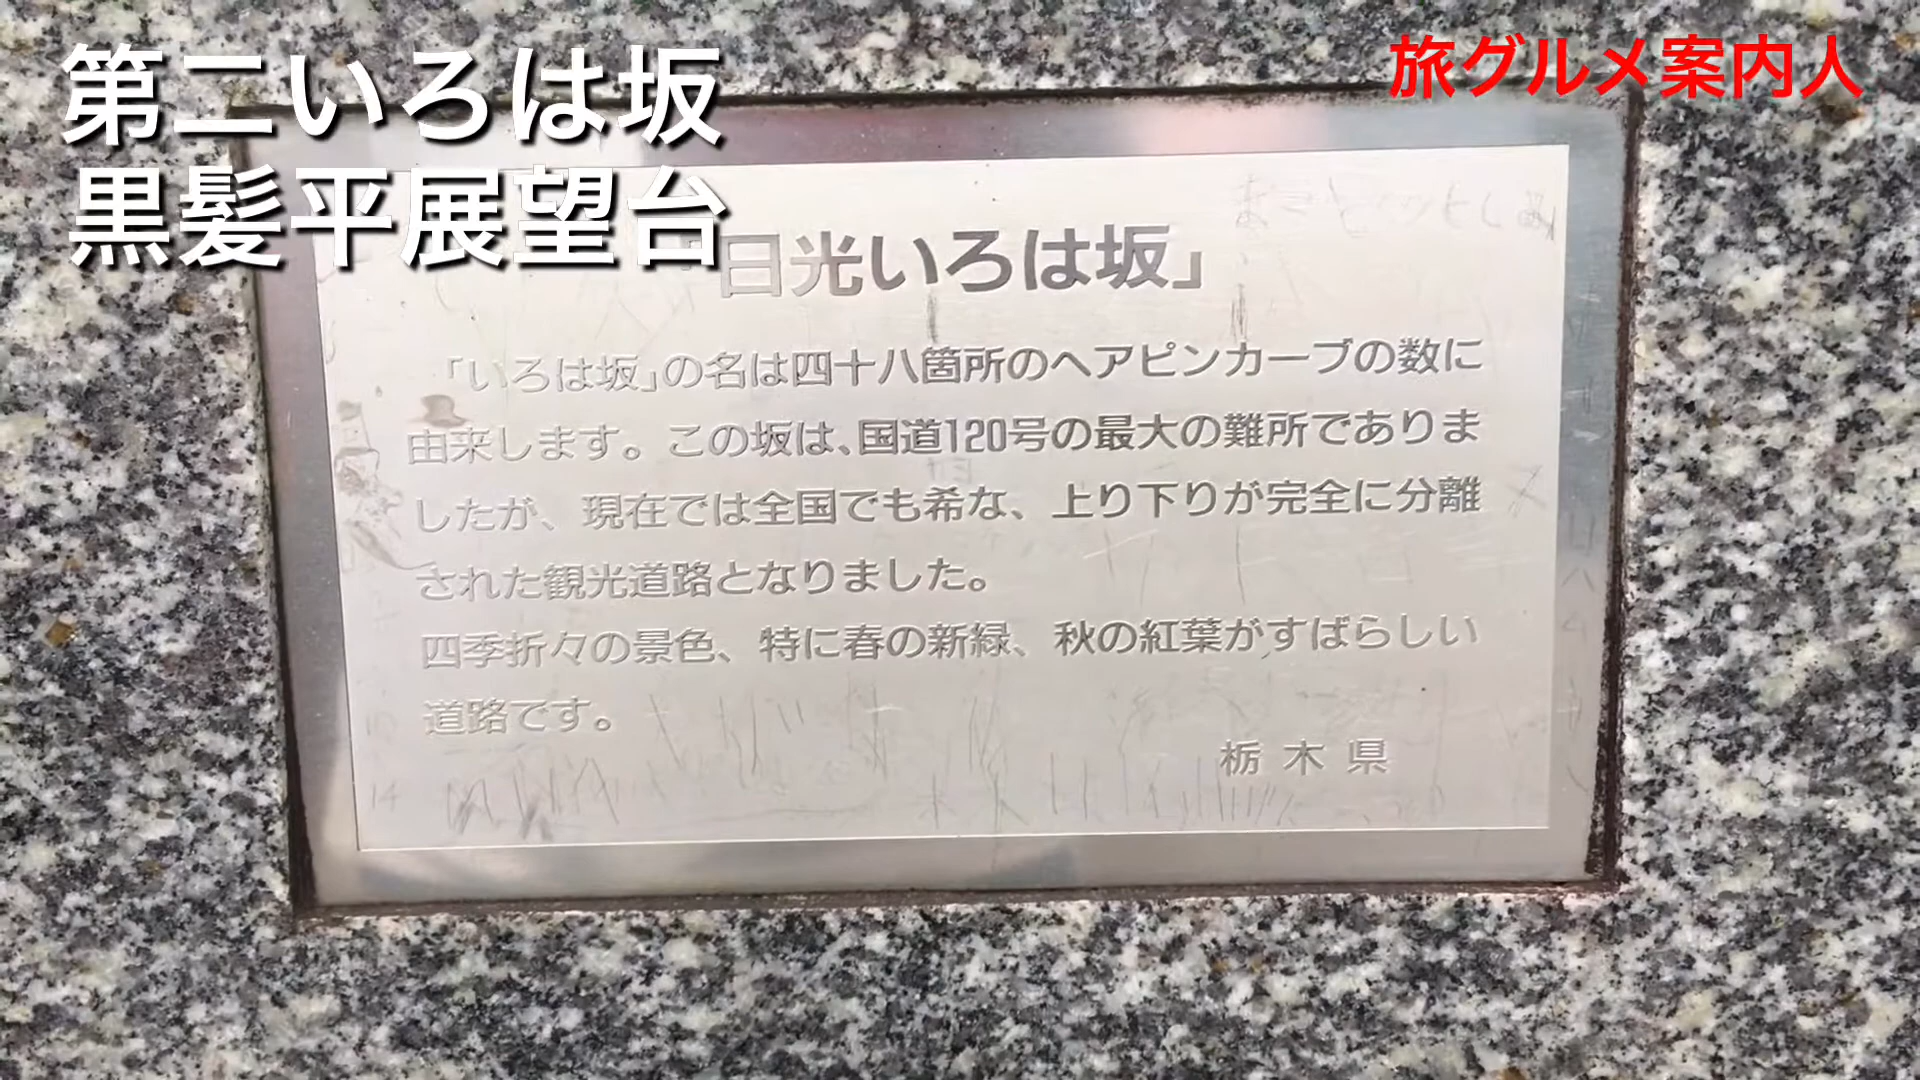 第二いろは坂
黒髪平展望台
旅グルメ案内人
「日光いろは坂」
「いろは坂」の名は四十八箇所のヘアピンカーブの数に
由来します。この坂は、国道120号の最大の難所でありま
したが、現在では全国でも希な、上り下りが完全に分離
された観光道路となりました。
四季折々の景色、特に春の新緑、秋の紅葉がすばらしい
道路です。
栃木県